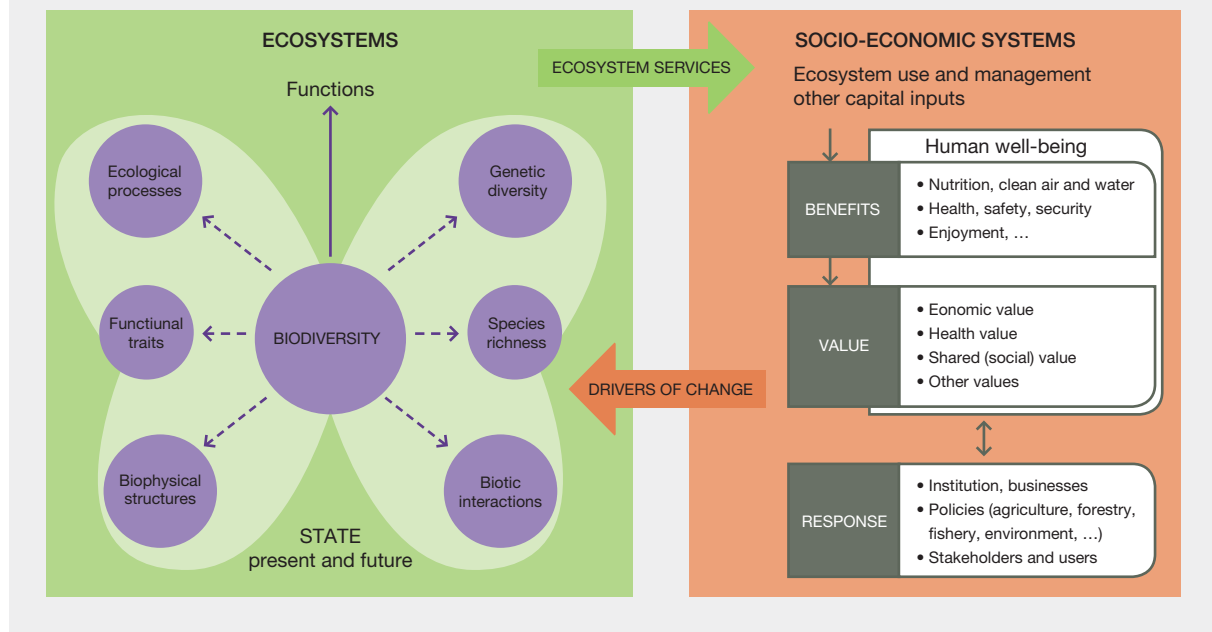 ECOSYSTEMS
Functions
Ecological
processes
Genetic
diversity
Functiunal
traits
BIODIVERSITY
Species
richness
Biophysical
structures
Biotic
interactions
STATE
present and future
ECOSYSTEM SERVICES
DRIVERS OF CHANGE
SOCIO-ECONOMIC SYSTEMS
Ecosystem use and management
other capital inputs
Human well-being
BENEFITS
• Nutrition, clean air and water
• Health, safety, security
• Enjoyment, …
VALUE
• Eonomic value
• Health value
• Shared (social) value
• Other values
RESPONSE
• Institution, businesses
• Policies (agriculture, forestry,
fishery, environment, …)
• Stakeholders and users